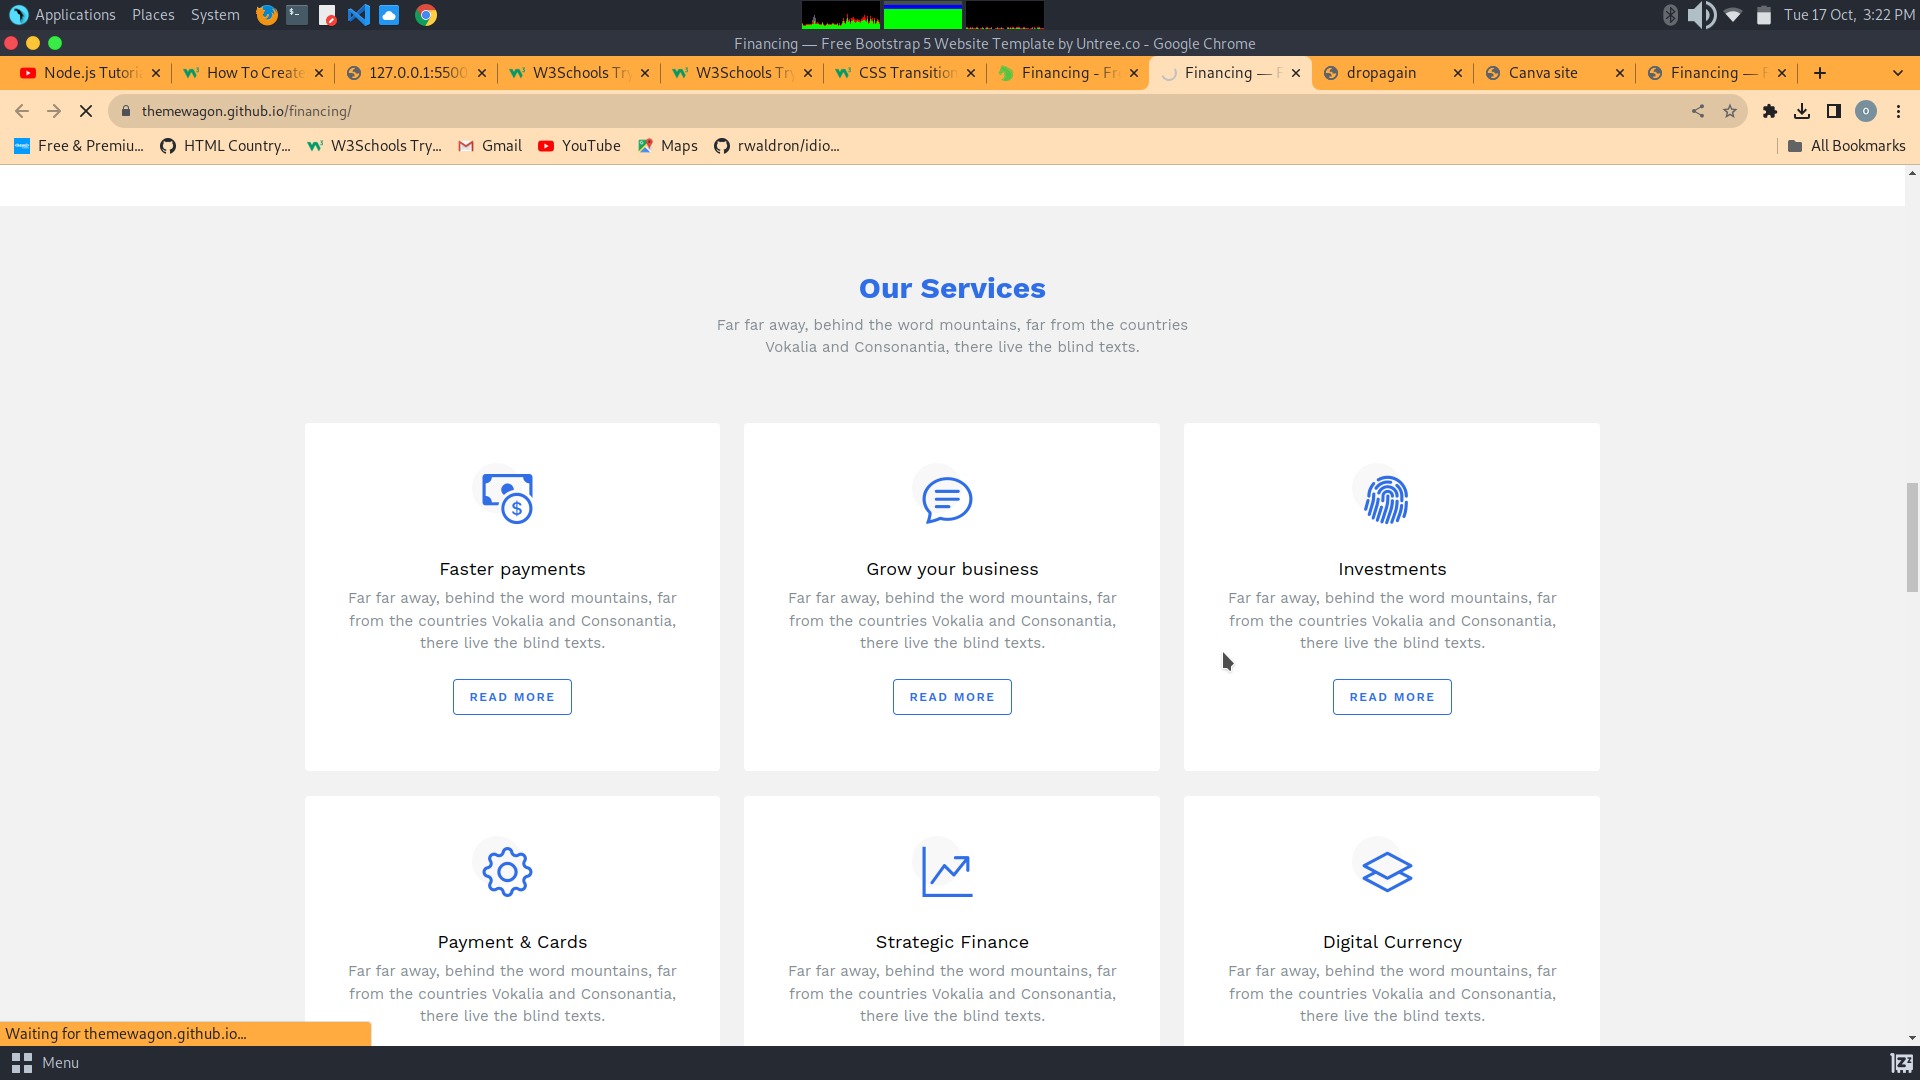 Applications Places System Tue 17 Oct, 3:22 PM
Financing — Free Bootstrap 5 Website Template by Untree.co - Google Chrome
Node.js Tutori How To Create 127.0.0.1:5500 W3Schools Try W3Schools Try CSS Transition Financing - Fr Financing — F dropagain Canva site Financing — F
themewagon.github.io/financing/
Free & Premiu... HTML Country... W3Schools Try... Gmail YouTube Maps rwaldron/idio... All Bookmarks
Our Services
Far far away, behind the word mountains, far from the countries
Vokalia and Consonantia, there live the blind texts.
Faster payments
Far far away, behind the word mountains, far
from the countries Vokalia and Consonantia,
there live the blind texts.
READ MORE
Grow your business
Far far away, behind the word mountains, far
from the countries Vokalia and Consonantia,
there live the blind texts.
READ MORE
Investments
Far far away, behind the word mountains, far
from the countries Vokalia and Consonantia,
there live the blind texts.
READ MORE
Payment & Cards
Far far away, behind the word mountains, far
from the countries Vokalia and Consonantia,
there live the blind texts.
Strategic Finance
Far far away, behind the word mountains, far
from the countries Vokalia and Consonantia,
there live the blind texts.
Digital Currency
Far far away, behind the word mountains, far
from the countries Vokalia and Consonantia,
there live the blind texts.
Waiting for themewagon.github.io...
Menu